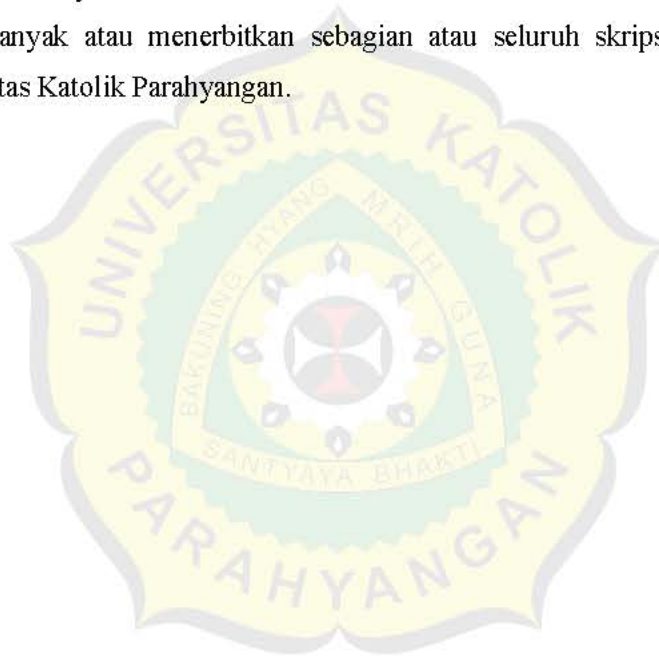 anyak atau menerbitkan sebagian atau seluruh skrips
tas Katolik Parahyangan.
UNIVERSITAS KATOLIK
BAKUNING HYANG MRIH GUNA
SANTYAYA BHAKTI
PARAHYANGAN